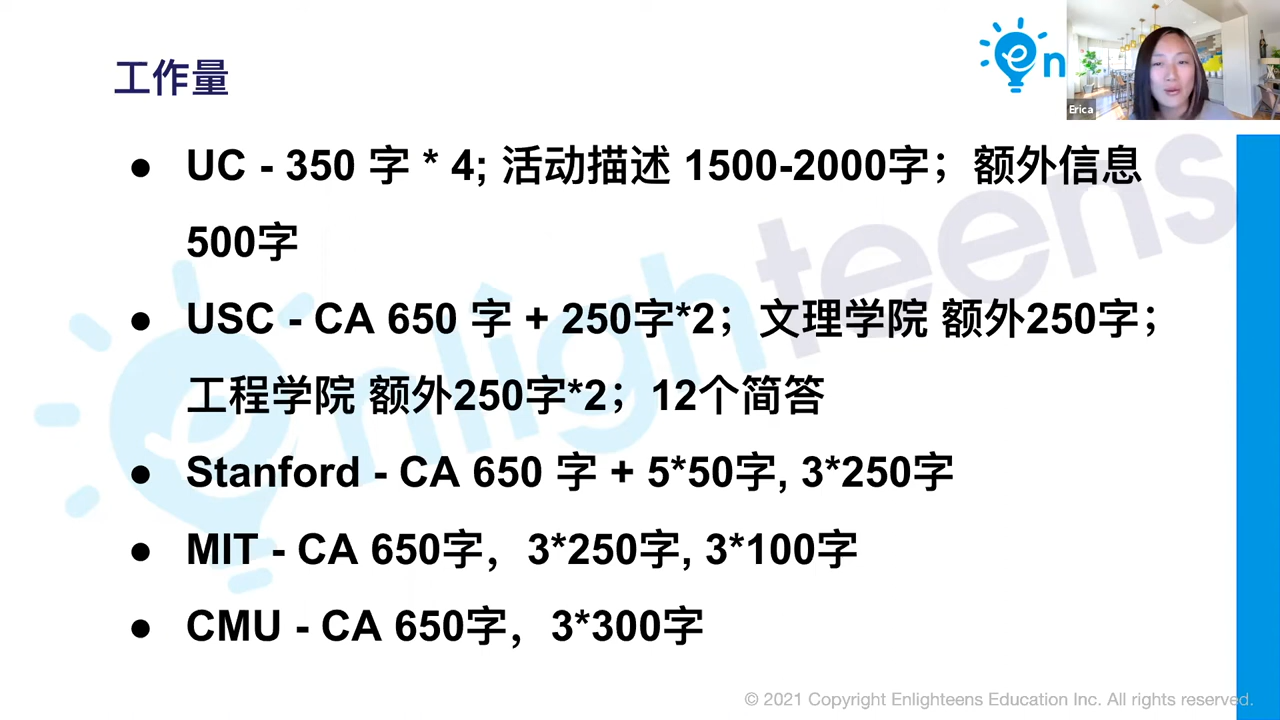 工作量
en
Erica
● UC - 350 字 * 4; 活动描述 1500-2000字；额外信息
500字
● USC - CA 650 字 + 250字*2；文理学院 额外250字；
工程学院 额外250字*2；12个简答
● Stanford - CA 650 字 + 5*50字, 3*250字
● MIT - CA 650字，3*250字, 3*100字
● CMU - CA 650字，3*300字
enlighteens
© 2021 Copyright Enlighteens Education Inc. All rights reserved.